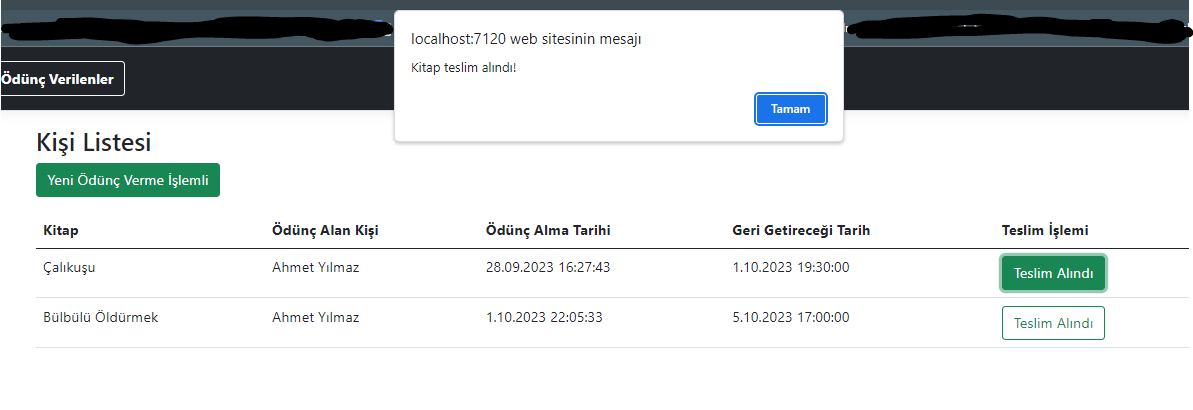 localhost:7120 web sitesinin mesajı
Kitap teslim alındı!
Tamam
Ödünç Verilenler
Kişi Listesi
Yeni Ödünç Verme İşlemli
Kitap Ödünç Alan Kişi Ödünç Alma Tarihi Geri Getireceği Tarih Teslim İşlemi
Çalıkuşu Ahmet Yılmaz 28.09.2023 16:27:43 1.10.2023 19:30:00 Teslim Alındı
Bülbülü Öldürmek Ahmet Yılmaz 1.10.2023 22:05:33 5.10.2023 17:00:00 Teslim Alındı